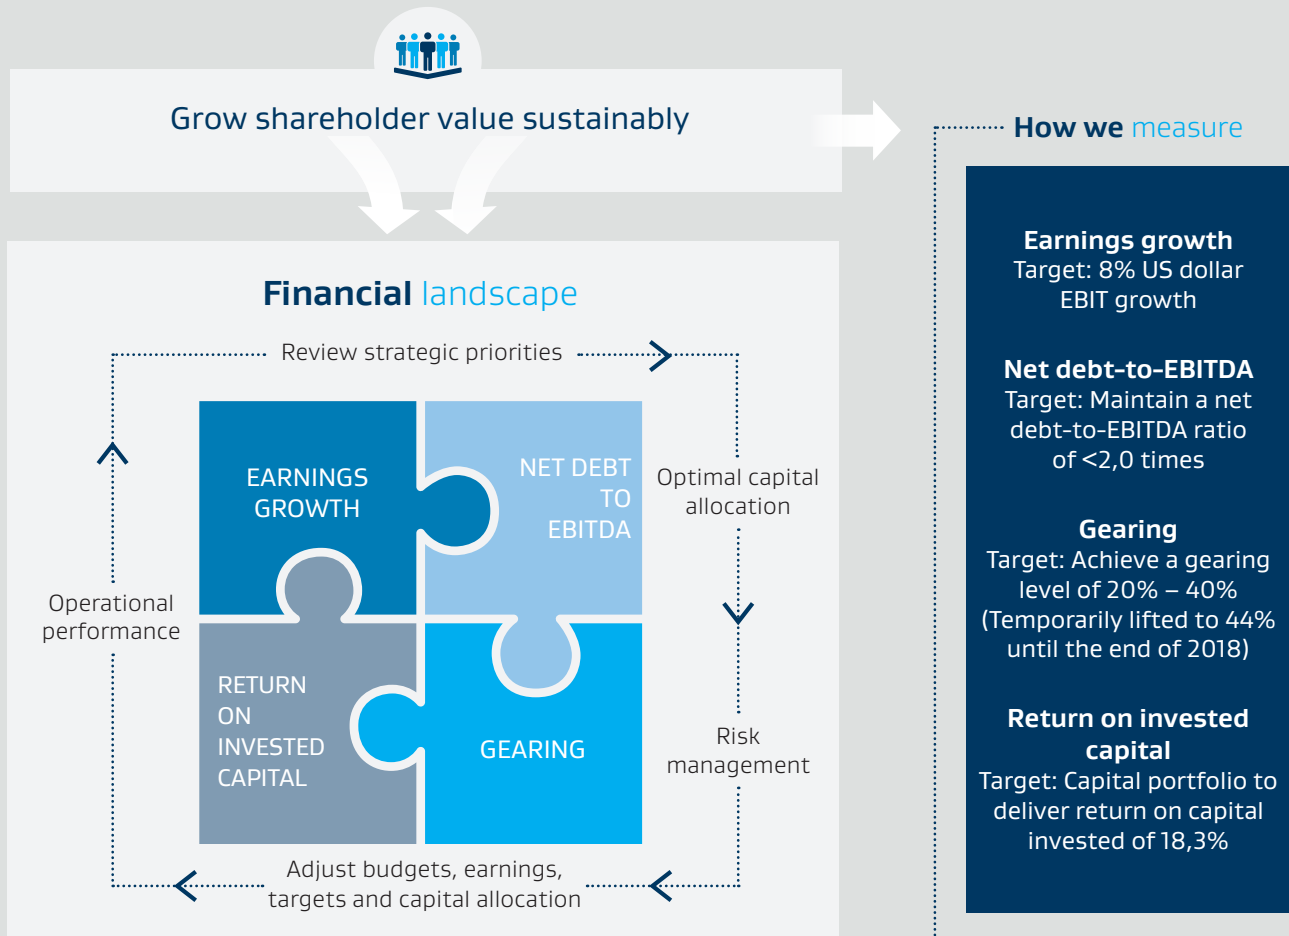 Grow shareholder value sustainably
Financial landscape
Review strategic priorities
EARNINGS
GROWTH
NET DEBT
TO
EBITDA
Optimal capital
allocation
Operational
performance
RETURN
ON
INVESTED
CAPITAL
GEARING
Risk
management
Adjust budgets, earnings,
targets and capital allocation
How we measure
Earnings growth
Target: 8% US dollar
EBIT growth
Net debt-to-EBITDA
Target: Maintain a net
debt-to-EBITDA ratio
of <2,0 times
Gearing
Target: Achieve a gearing
level of 20% – 40%
(Temporarily lifted to 44%
until the end of 2018)
Return on invested
capital
Target: Capital portfolio to
deliver return on capital
invested of 18,3%